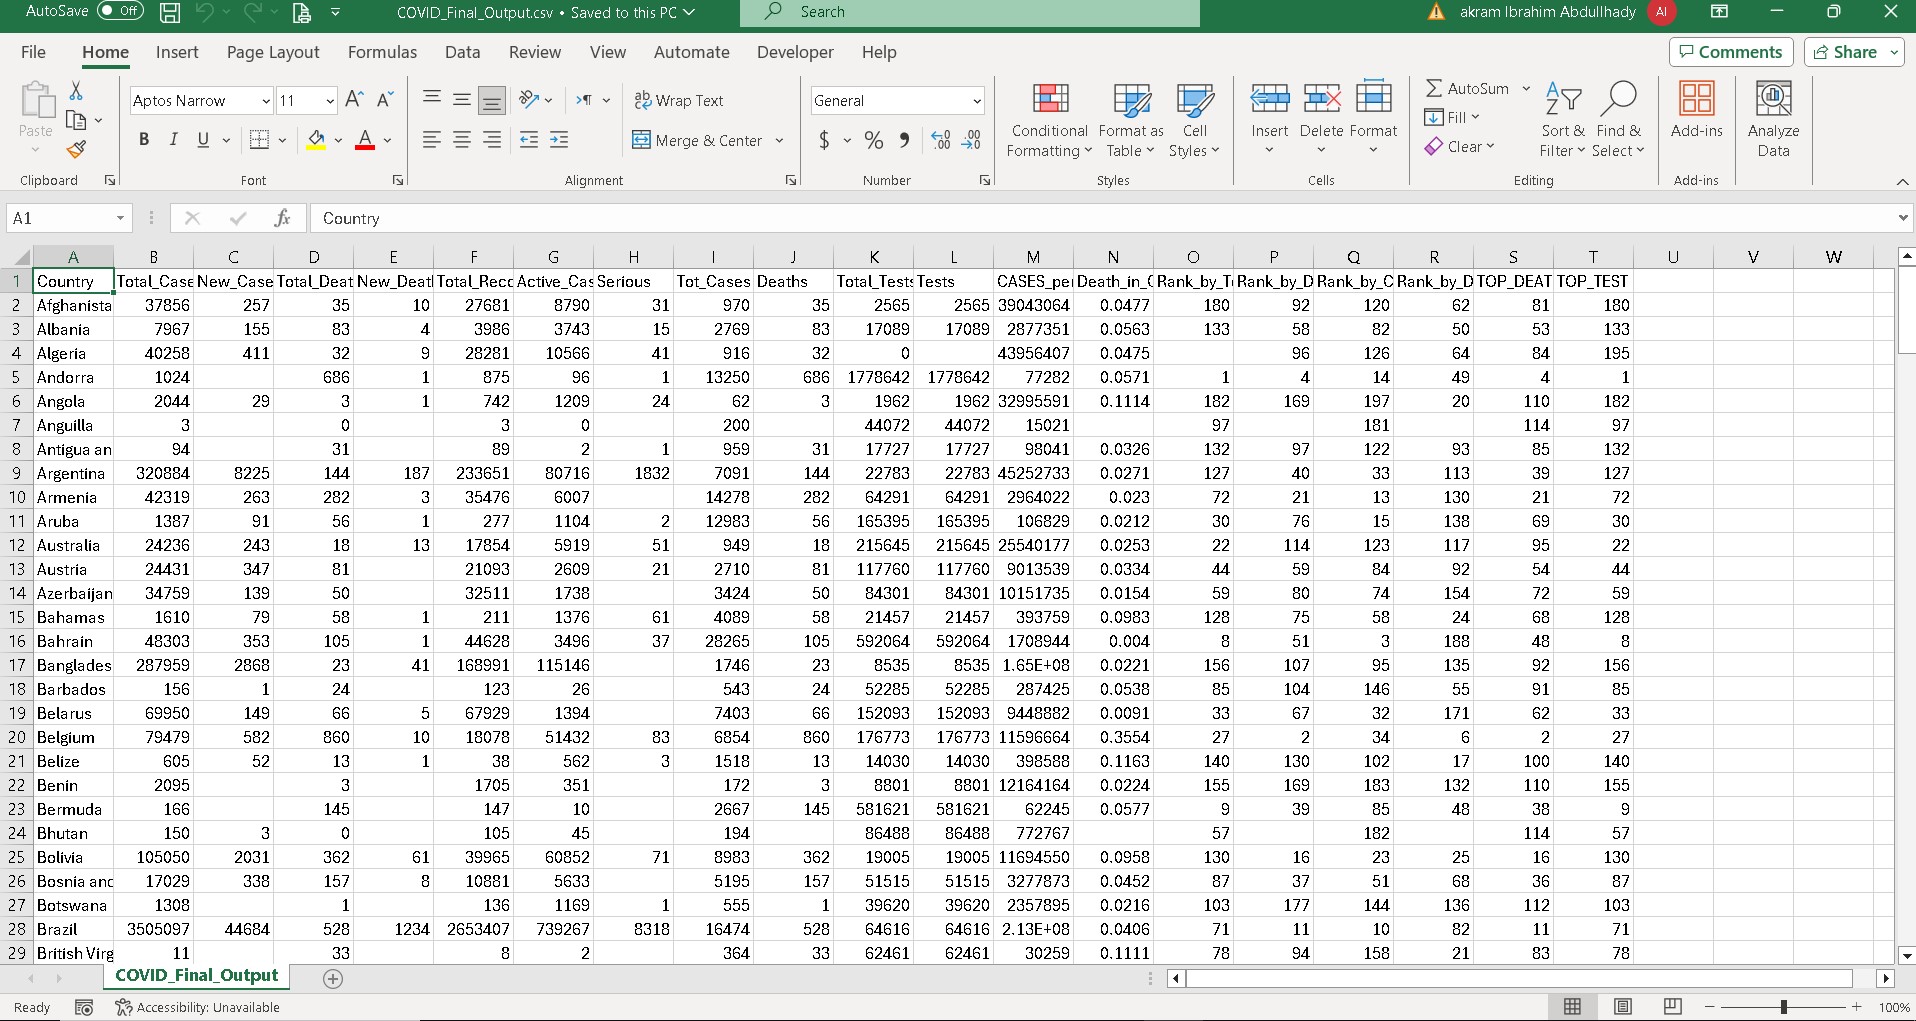 AutoSave Off COVID_Final_Output.csv • Saved to this PC Search akram Ibrahim Abdullhady AI
File Home Insert Page Layout Formulas Data Review View Automate Developer Help Comments Share
Paste Aptos Narrow 11 Wrap Text General Conditional Formatting Format as Table Cell Styles Insert Delete Format AutoSum Fill Clear Sort & Filter Find & Select Add-ins Analyze Data
B I U A Merge & Center $ %
Clipboard Font Alignment Number Styles Cells Editing Add-ins
A1 fx Country
A B C D E F G H I J K L M N O P Q R S T U V W
1 Country Total_Case New_Case Total_Deat New_Deat Total_Recc Active_Cas Serious Tot_Cases Deaths Total_Tests Tests CASES_pe Death_in_ Rank_by_T Rank_by_D Rank_by_C Rank_by_D TOP_DEAT TOP_TEST
2 Afghanista 37856 257 35 10 27681 8790 31 970 35 2565 2565 39043064 0.0477 180 92 120 62 81 180
3 Albania 7967 155 83 4 3986 3743 15 2769 83 17089 17089 2877351 0.0563 133 58 82 50 53 133
4 Algeria 40258 411 32 9 28281 10566 41 916 32 0 43956407 0.0475 96 126 64 84 195
5 Andorra 1024 686 1 875 96 1 13250 686 1778642 1778642 77282 0.0571 1 4 14 49 4 1
6 Angola 2044 29 3 1 742 1209 24 62 3 1962 1962 32995591 0.1114 182 169 197 20 110 182
7 Anguilla 3 0 3 0 200 44072 44072 15021 97 181 114 97
8 Antigua an 94 31 89 2 1 959 31 17727 17727 98041 0.0326 132 97 122 93 85 132
9 Argentina 320884 8225 144 187 233651 80716 1832 7091 144 22783 22783 45252733 0.0271 127 40 33 113 39 127
10 Armenia 42319 263 282 3 35476 6007 14278 282 64291 64291 2964022 0.023 72 21 13 130 21 72
11 Aruba 1387 91 56 1 277 1104 2 12983 56 165395 165395 106829 0.0212 30 76 15 138 69 30
12 Australia 24236 243 18 13 17854 5919 51 949 18 215645 215645 25540177 0.0253 22 114 123 117 95 22
13 Austria 24431 347 81 21093 2609 21 2710 81 117760 117760 9013539 0.0334 44 59 84 92 54 44
14 Azerbaijan 34759 139 50 32511 1738 3424 50 84301 84301 10151735 0.0154 59 80 74 154 72 59
15 Bahamas 1610 79 58 1 211 1376 61 4089 58 21457 21457 393759 0.0983 128 75 58 24 68 128
16 Bahrain 48303 353 105 1 44628 3496 37 28265 105 592064 592064 1708944 0.004 8 51 3 188 48 8
17 Banglades 287959 2868 23 41 168991 115146 1746 23 8535 8535 1.65E+08 0.0221 156 107 95 135 92 156
18 Barbados 156 1 24 123 26 543 24 52285 52285 287425 0.0538 85 104 146 55 91 85
19 Belarus 69950 149 66 5 67929 1394 7403 66 152093 152093 9448882 0.0091 33 67 32 171 62 33
20 Belgium 79479 582 860 10 18078 51432 83 6854 860 176773 176773 11596664 0.3554 27 2 34 6 2 27
21 Belize 605 52 13 1 38 562 3 1518 13 14030 14030 398588 0.1163 140 130 102 17 100 140
22 Benin 2095 3 1705 351 172 3 8801 8801 12164164 0.0224 155 169 183 132 110 155
23 Bermuda 166 145 147 10 2667 145 581621 581621 62245 0.0577 9 39 85 48 38 9
24 Bhutan 150 3 0 105 45 194 86488 86488 772767 57 182 114 57
25 Bolivia 105050 2031 362 61 39965 60852 71 8983 362 19005 19005 11694550 0.0958 130 16 23 25 16 130
26 Bosnia anc 17029 338 157 8 10881 5633 5195 157 51515 51515 3277873 0.0452 87 37 51 68 36 87
27 Botswana 1308 1 136 1169 1 555 1 39620 39620 2357895 0.0216 103 177 144 136 112 103
28 Brazil 3505097 44684 528 1234 2653407 739267 8318 16474 528 64616 64616 2.13E+08 0.0406 71 11 10 82 11 71
29 British Virg 11 33 8 2 364 33 62461 62461 30259 0.1111 78 94 158 21 83 78
COVID_Final_Output
Ready Accessibility: Unavailable 100%